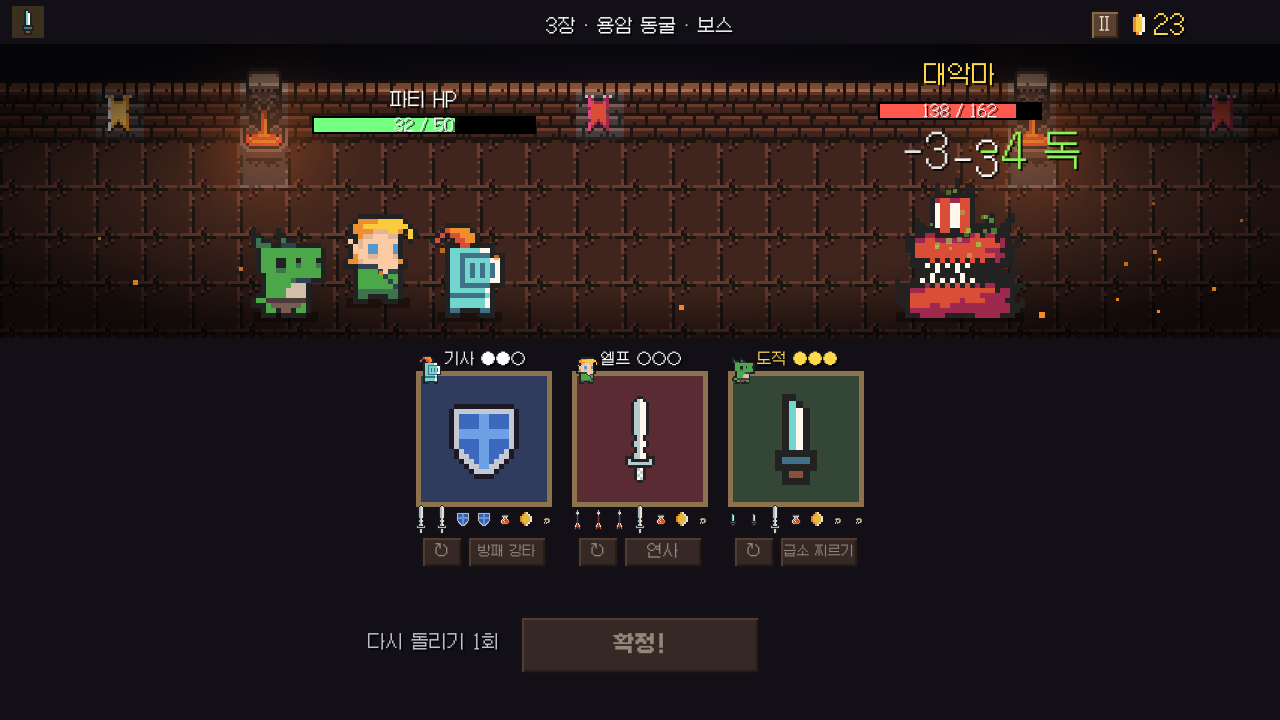 3장 · 용암 동굴 · 보스
II
23
대악마
파티 HP
138 / 162
32 / 50
-3
-3
4 독
기사
엘프
도적
방패 강타
연사
급소 찌르기
다시 돌리기 1회
확정!